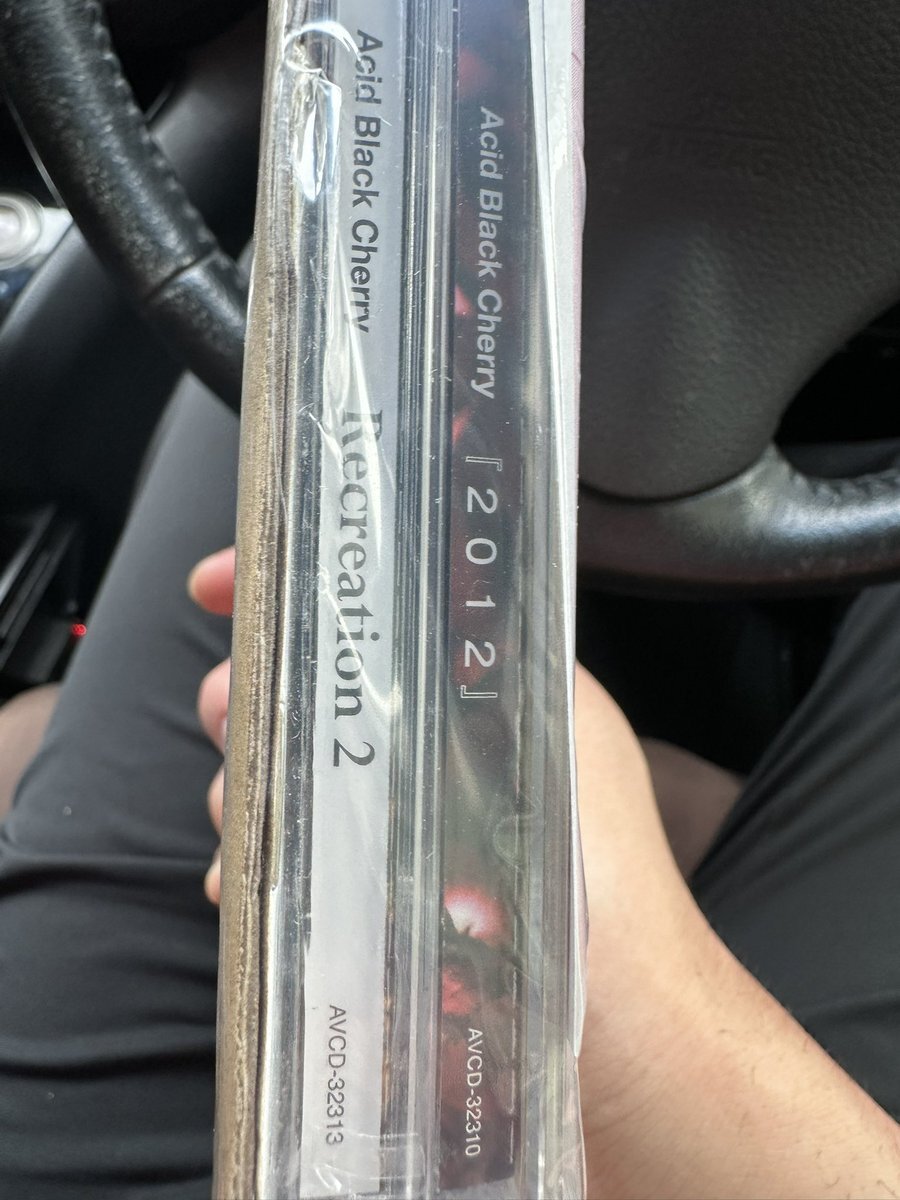 Acid Black Cherry Recreation 2 AVCD-32313
Acid Black Cherry 『2012』 AVCD-32310